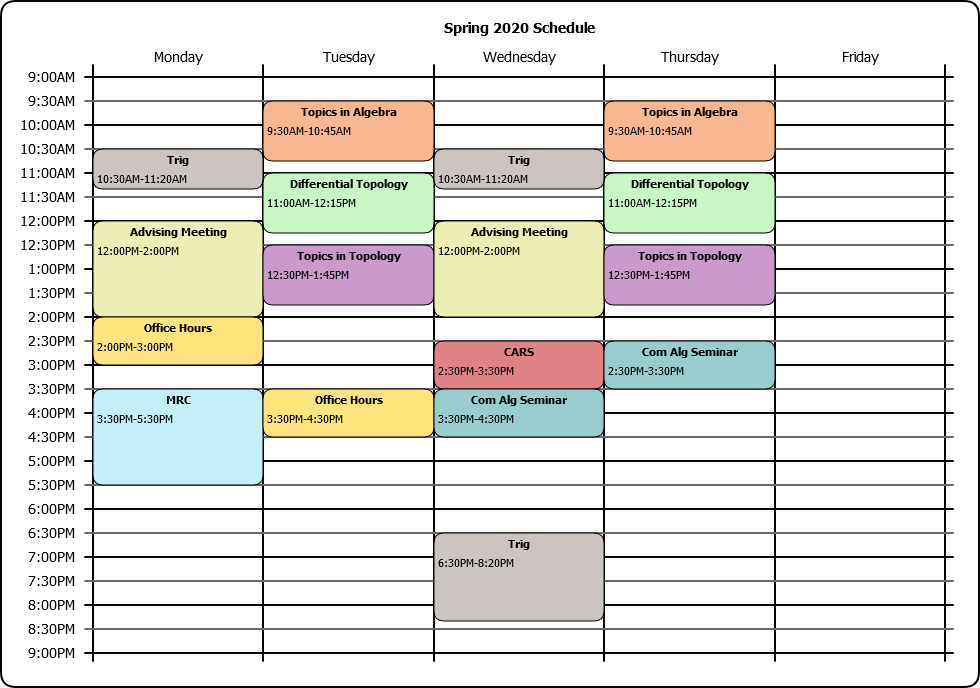 Spring 2020 Schedule
Monday Tuesday Wednesday Thursday Friday
9:00AM
9:30AM
Topics in Algebra Topics in Algebra
9:30AM-10:45AM 9:30AM-10:45AM
10:00AM
10:30AM
Trig Trig
10:30AM-11:20AM 10:30AM-11:20AM
11:00AM
Differential Topology Differential Topology
11:00AM-12:15PM 11:00AM-12:15PM
11:30AM
12:00PM
Advising Meeting Advising Meeting
12:00PM-2:00PM 12:00PM-2:00PM
12:30PM
Topics in Topology Topics in Topology
12:30PM-1:45PM 12:30PM-1:45PM
1:00PM
1:30PM
2:00PM
Office Hours
2:00PM-3:00PM
2:30PM
CARS Com Alg Seminar
2:30PM-3:30PM 2:30PM-3:30PM
3:00PM
3:30PM
MRC Office Hours Com Alg Seminar
3:30PM-5:30PM 3:30PM-4:30PM 3:30PM-4:30PM
4:00PM
4:30PM
5:00PM
5:30PM
6:00PM
6:30PM
Trig
6:30PM-8:20PM
7:00PM
7:30PM
8:00PM
8:30PM
9:00PM